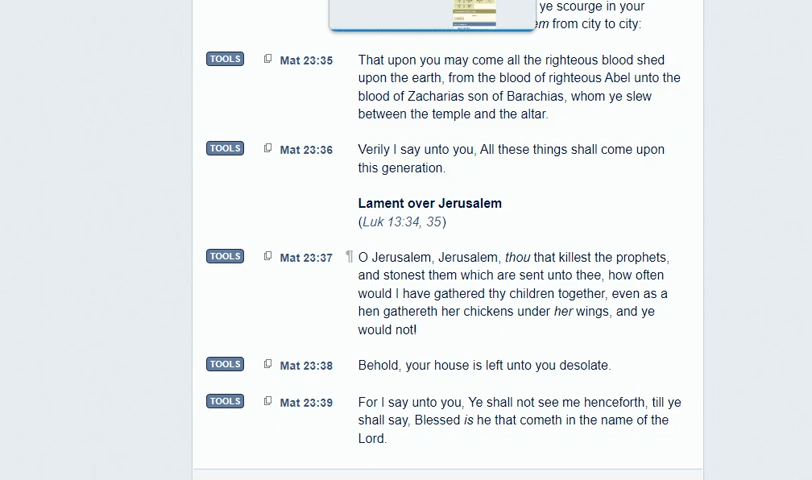 ye scourge in your
em from city to city:
TOOLS Mat 23:35 That upon you may come all the righteous blood shed
upon the earth, from the blood of righteous Abel unto the
blood of Zacharias son of Barachias, whom ye slew
between the temple and the altar.
TOOLS Mat 23:36 Verily I say unto you, All these things shall come upon
this generation.
Lament over Jerusalem
(Luk 13:34, 35)
TOOLS Mat 23:37 ¶ O Jerusalem, Jerusalem, thou that killest the prophets,
and stonest them which are sent unto thee, how often
would I have gathered thy children together, even as a
hen gathereth her chickens under her wings, and ye
would not!
TOOLS Mat 23:38 Behold, your house is left unto you desolate.
TOOLS Mat 23:39 For I say unto you, Ye shall not see me henceforth, till ye
shall say, Blessed is he that cometh in the name of the
Lord.